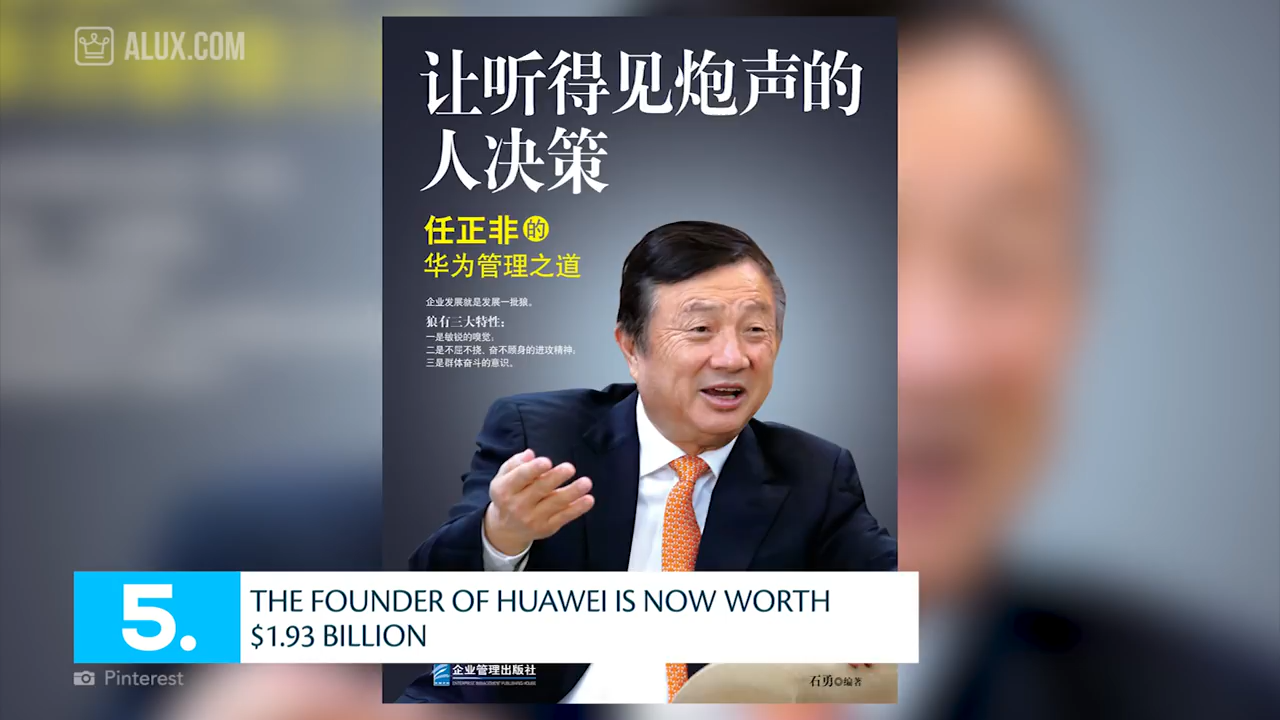 ALUX.COM
让听得见炮声的
人决策
任正非的
华为管理之道
企业发展就是发展一批狼。
狼有三大特性：
一是敏锐的嗅觉；
二是不屈不挠、奋不顾身的进攻精神；
三是群体奋斗的意识。
5.
THE FOUNDER OF HUAWEI IS NOW WORTH
$1.93 BILLION
企业管理出版社
ENTERPRISE MANAGEMENT PUBLISHING HOUSE
石勇◎编著
Pinterest